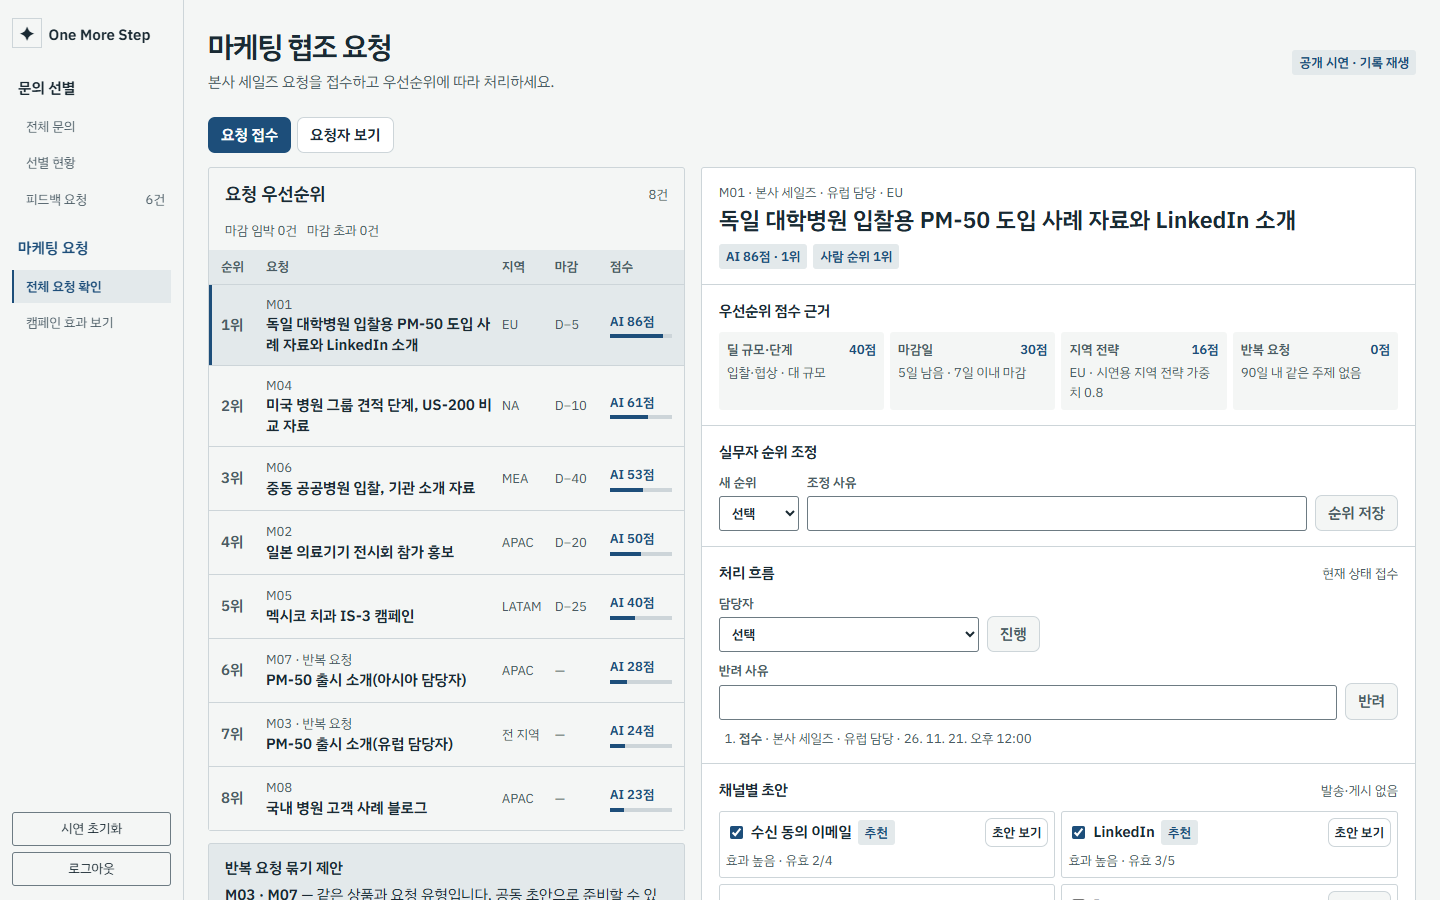 One More Step
문의 선별
전체 문의
선별 현황
피드백 요청 6건
마케팅 요청
전체 요청 확인
캠페인 효과 보기
시연 초기화
로그아웃
마케팅 협조 요청
본사 세일즈 요청을 접수하고 우선순위에 따라 처리하세요.
공개 시연 · 기록 재생
요청 접수
요청자 보기
요청 우선순위 8건
마감 임박 0건 마감 초과 0건
순위 요청 지역 마감 점수
M01
1위 독일 대학병원 입찰용 PM-50 도입 사 EU D-5 AI 86점
례 자료와 LinkedIn 소개
M04
2위 미국 병원 그룹 견적 단계, US-200 비 NA D-10 AI 61점
교 자료
M06
3위 중동 공공병원 입찰, 기관 소개 자료 MEA D-40 AI 53점
M02
4위 일본 의료기기 전시회 참가 홍보 APAC D-20 AI 50점
M05
5위 멕시코 치과 IS-3 캠페인 LATAM D-25 AI 40점
M07 · 반복 요청
6위 PM-50 출시 소개(아시아 담당자) APAC — AI 28점
M03 · 반복 요청
7위 PM-50 출시 소개(유럽 담당자) 전 지역 — AI 24점
M08
8위 국내 병원 고객 사례 블로그 APAC — AI 23점
반복 요청 묶기 제안
M03 · M07 — 같은 상품과 요청 유형입니다. 공동 초안으로 준비할 수 있
M01 · 본사 세일즈 · 유럽 담당 · EU
독일 대학병원 입찰용 PM-50 도입 사례 자료와 LinkedIn 소개
AI 86점 · 1위 사람 순위 1위
우선순위 점수 근거
딜 규모·단계 40점
입찰·협상 · 대 규모
마감일 30점
5일 남음 · 7일 이내 마감
지역 전략 16점
EU · 시연용 지역 전략 가중
치 0.8
반복 요청 0점
90일 내 같은 주제 없음
실무자 순위 조정
새 순위 조정 사유
선택 순위 저장
처리 흐름 현재 상태 접수
담당자
선택 진행
반려 사유
반려
1. 접수 · 본사 세일즈 · 유럽 담당 · 26. 11. 21. 오후 12:00
채널별 초안 발송·게시 없음
수신 동의 이메일 추천 초안 보기
효과 높음 · 유효 2/4
LinkedIn 추천 초안 보기
효과 높음 · 유효 3/5